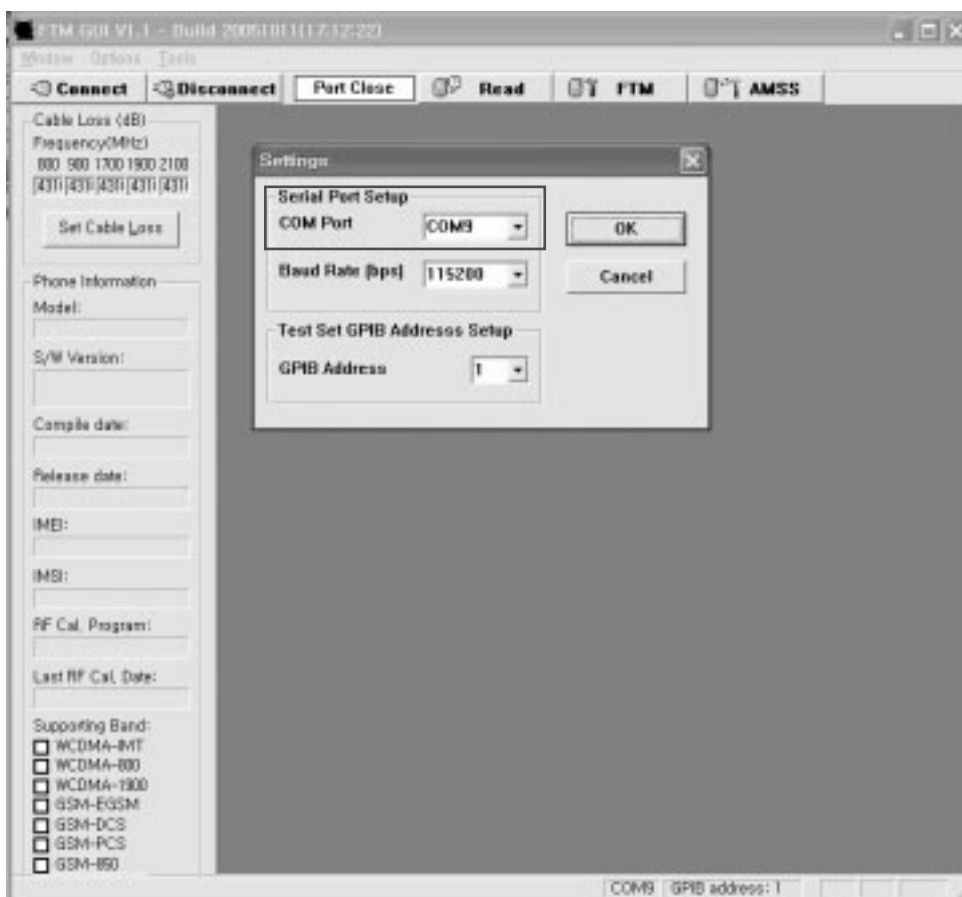 FTM GUI V1.1 - Build 20051011(17:12:22)
Window Options Tools
Connect Disconnect Port Close Read FTM AMSS
Cable Loss (dB)
Frequency(MHz)
800 900 1700 1900 2100
Set Cable Loss
Phone Information
Model:
S/W Version:
Compile date:
Release date:
IMEI:
IMSI:
RF Cal. Program:
Last RF Cal. Date:
Supporting Band:
WCDMA-IMT
WCDMA-800
WCDMA-1900
GSM-EGSM
GSM-DCS
GSM-PCS
GSM-850
Settings
Serial Port Setup
COM Port COM9
Baud Rate (bps) 115200
Test Set GPIB Addresss Setup
GPIB Address 1
OK
Cancel
COM9 GPIB address: 1